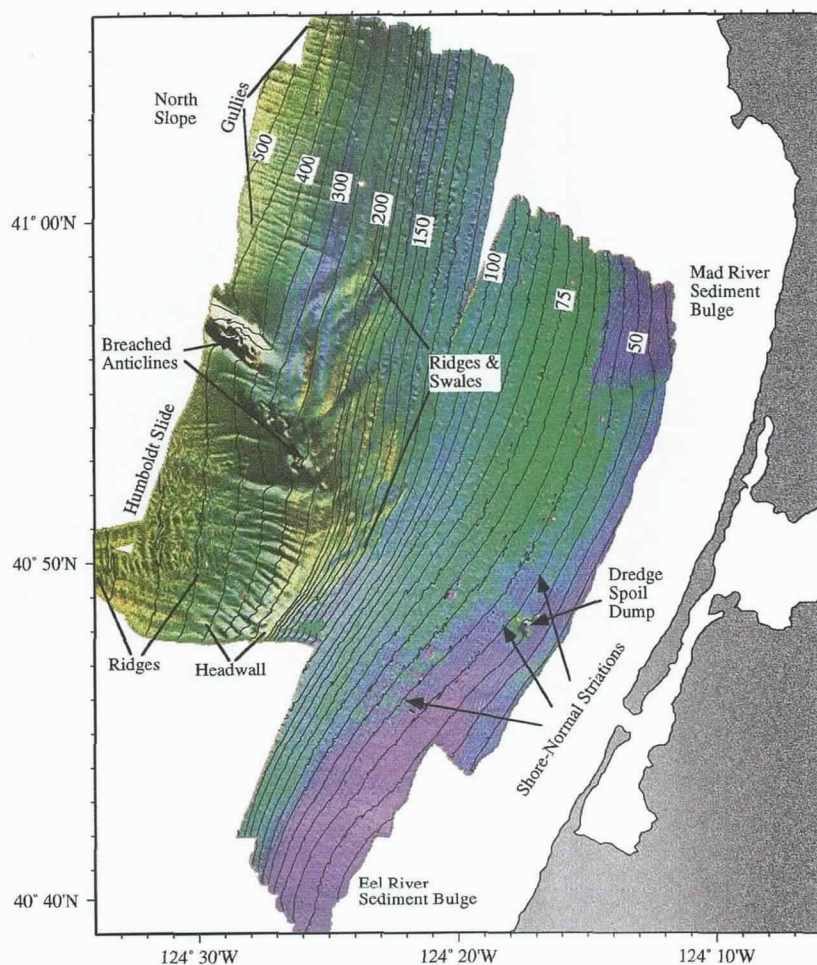 North
Slope
Gullies
500
400
300
200
150
100
75
50
41° 00'N
Mad River
Sediment
Bulge
Breached
Anticlines
Ridges &
Swales
Humboldt Slide
40° 50'N
Dredge
Spoil
Dump
Ridges
Headwall
Shore-Normal Striations
40° 40'N
Eel River
Sediment Bulge
124° 30'W
124° 20'W
124° 10'W